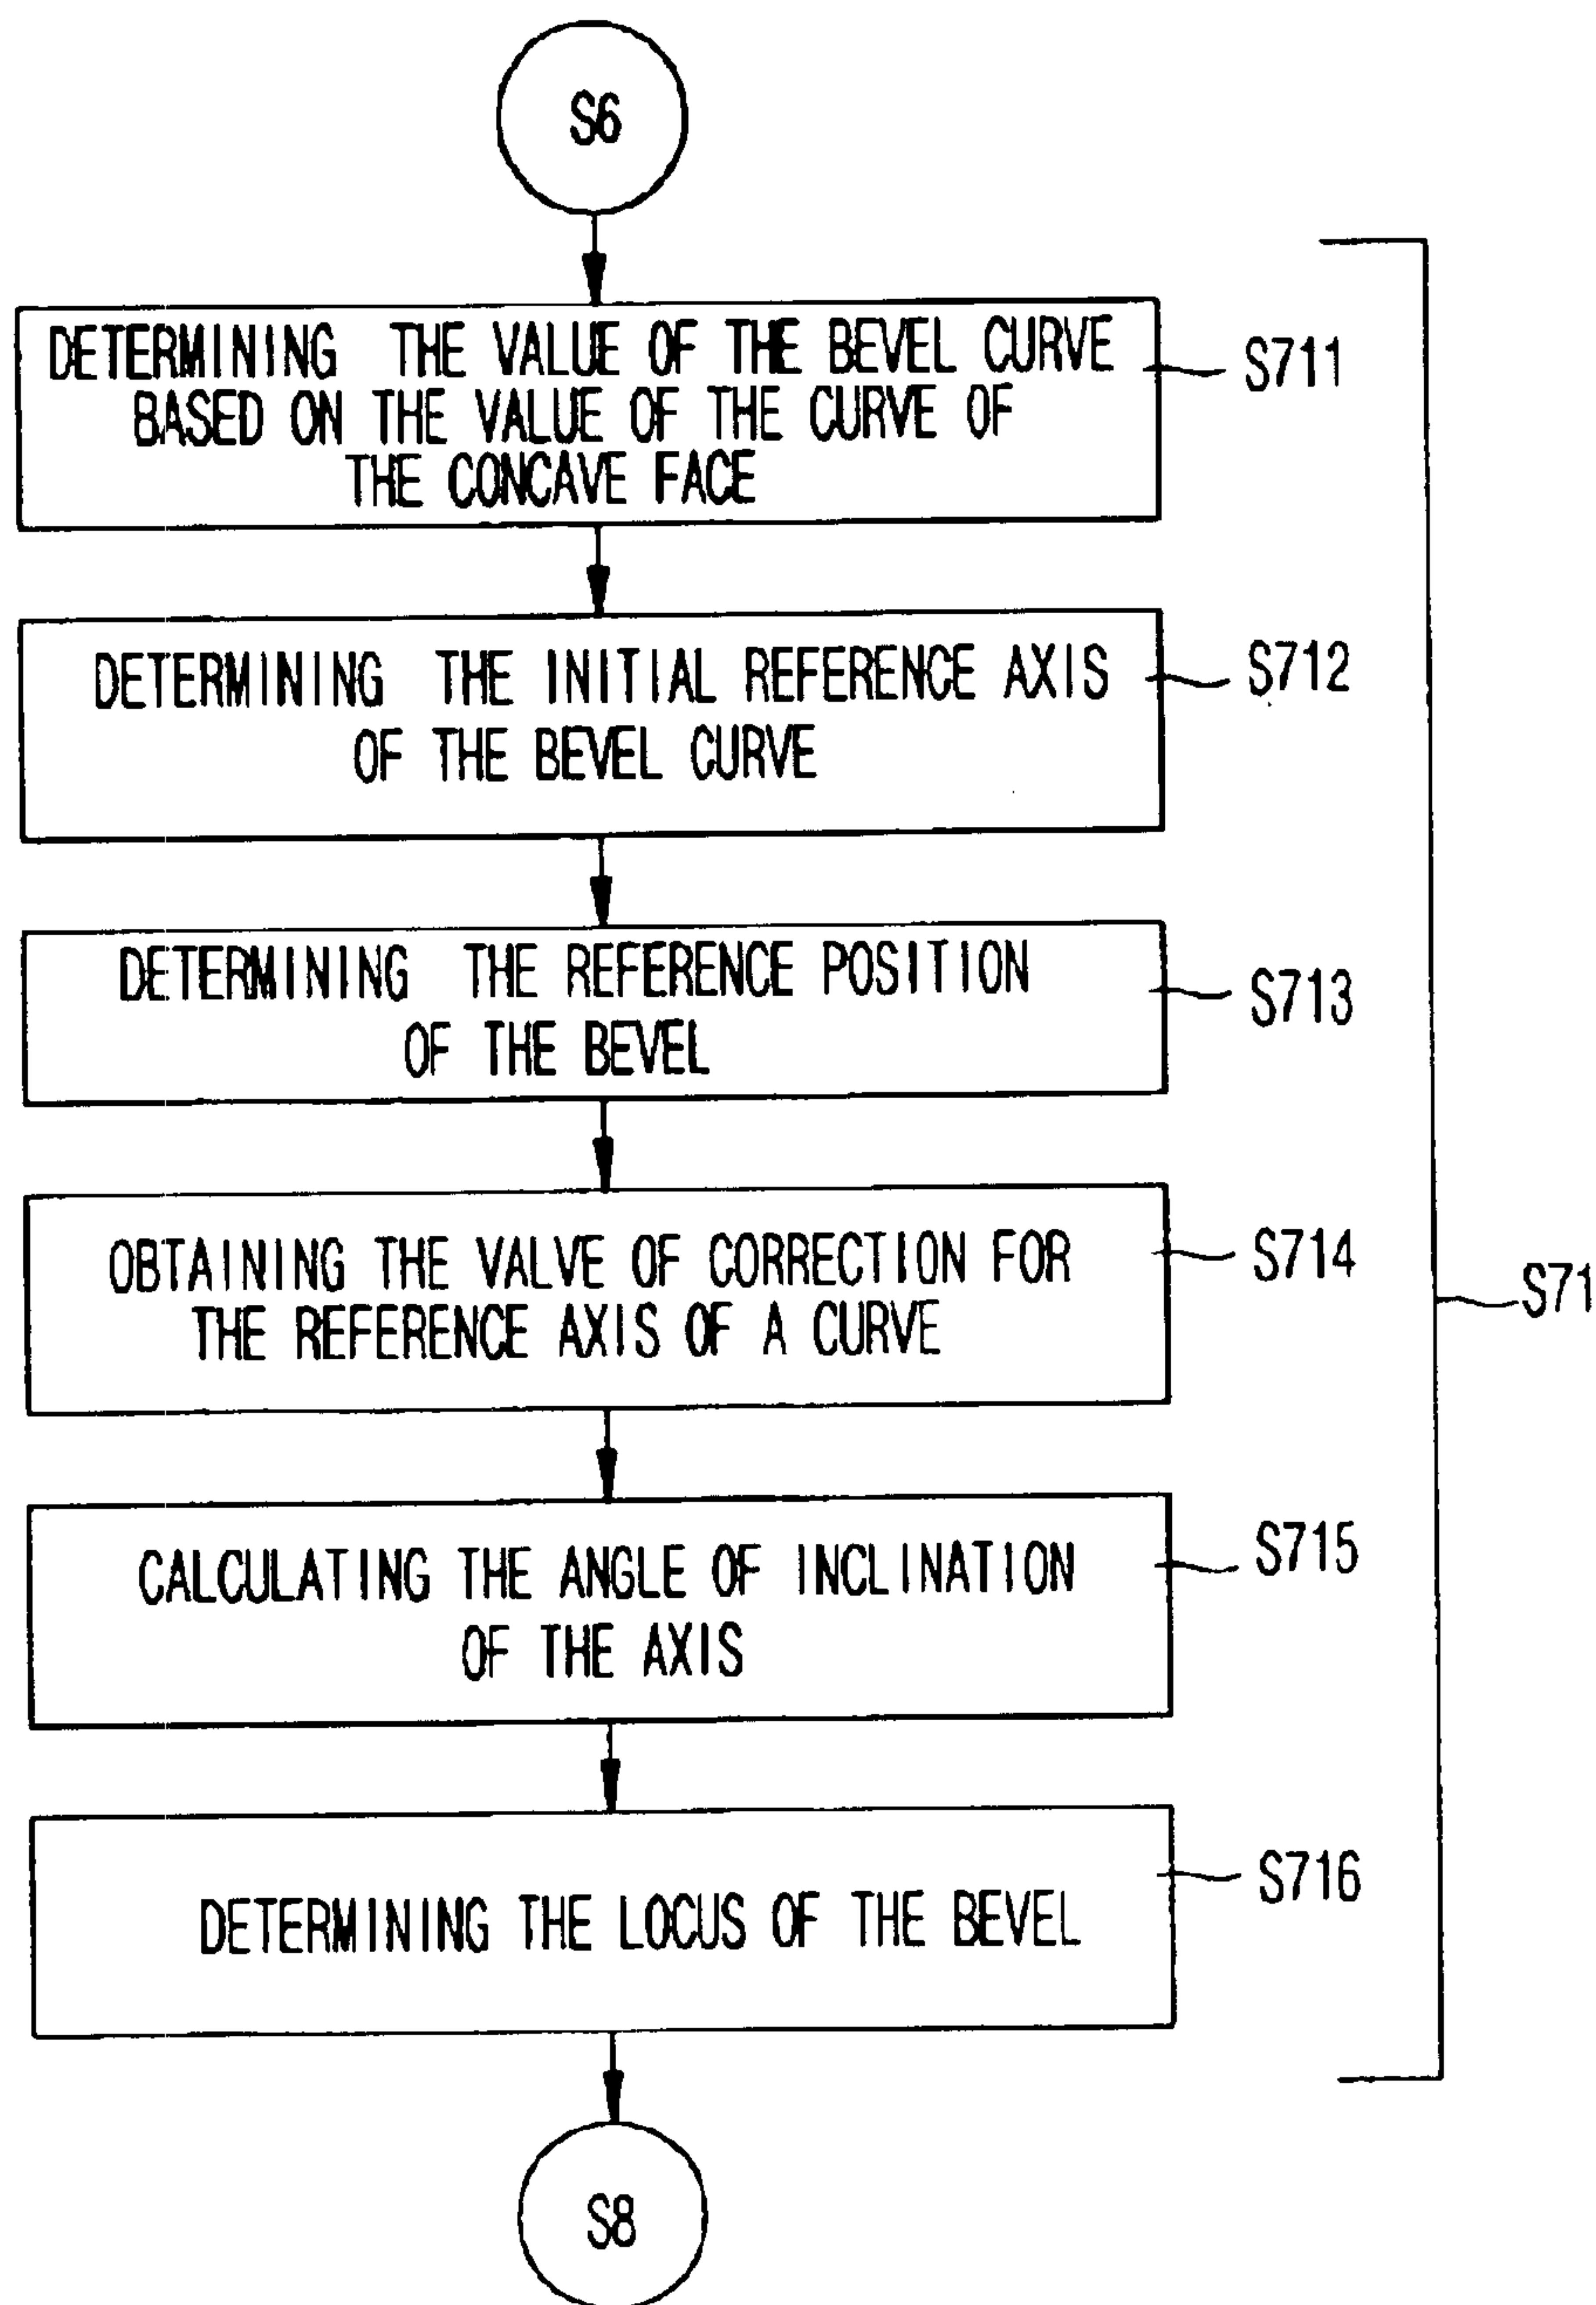 S6
DETERMINING THE VALUE OF THE BEVEL CURVE
BASED ON THE VALUE OF THE CURVE OF
THE CONCAVE FACE
S711
DETERMINING THE INITIAL REFERENCE AXIS
OF THE BEVEL CURVE
S712
DETERMINING THE REFERENCE POSITION
OF THE BEVEL
S713
OBTAINING THE VALVE OF CORRECTION FOR
THE REFERENCE AXIS OF A CURVE
S714
S71
CALCULATING THE ANGLE OF INCLINATION
OF THE AXIS
S715
DETERMINING THE LOCUS OF THE BEVEL
S716
S8